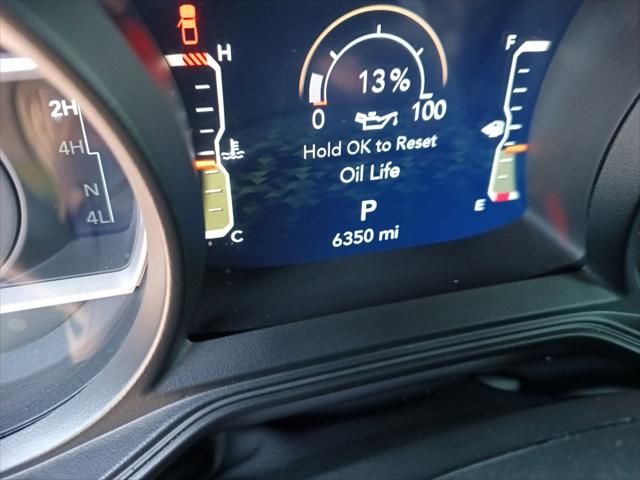 H
F
13%
2H
0
100
4H
Hold OK to Reset
Oil Life
N
P
E
4L
C
6350 mi